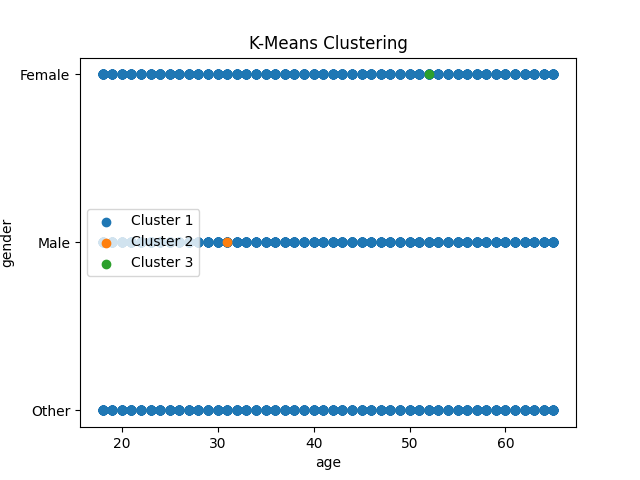 K-Means Clustering
Female
Male
Other
gender
Cluster 1
Cluster 2
Cluster 3
20 30 40 50 60
age